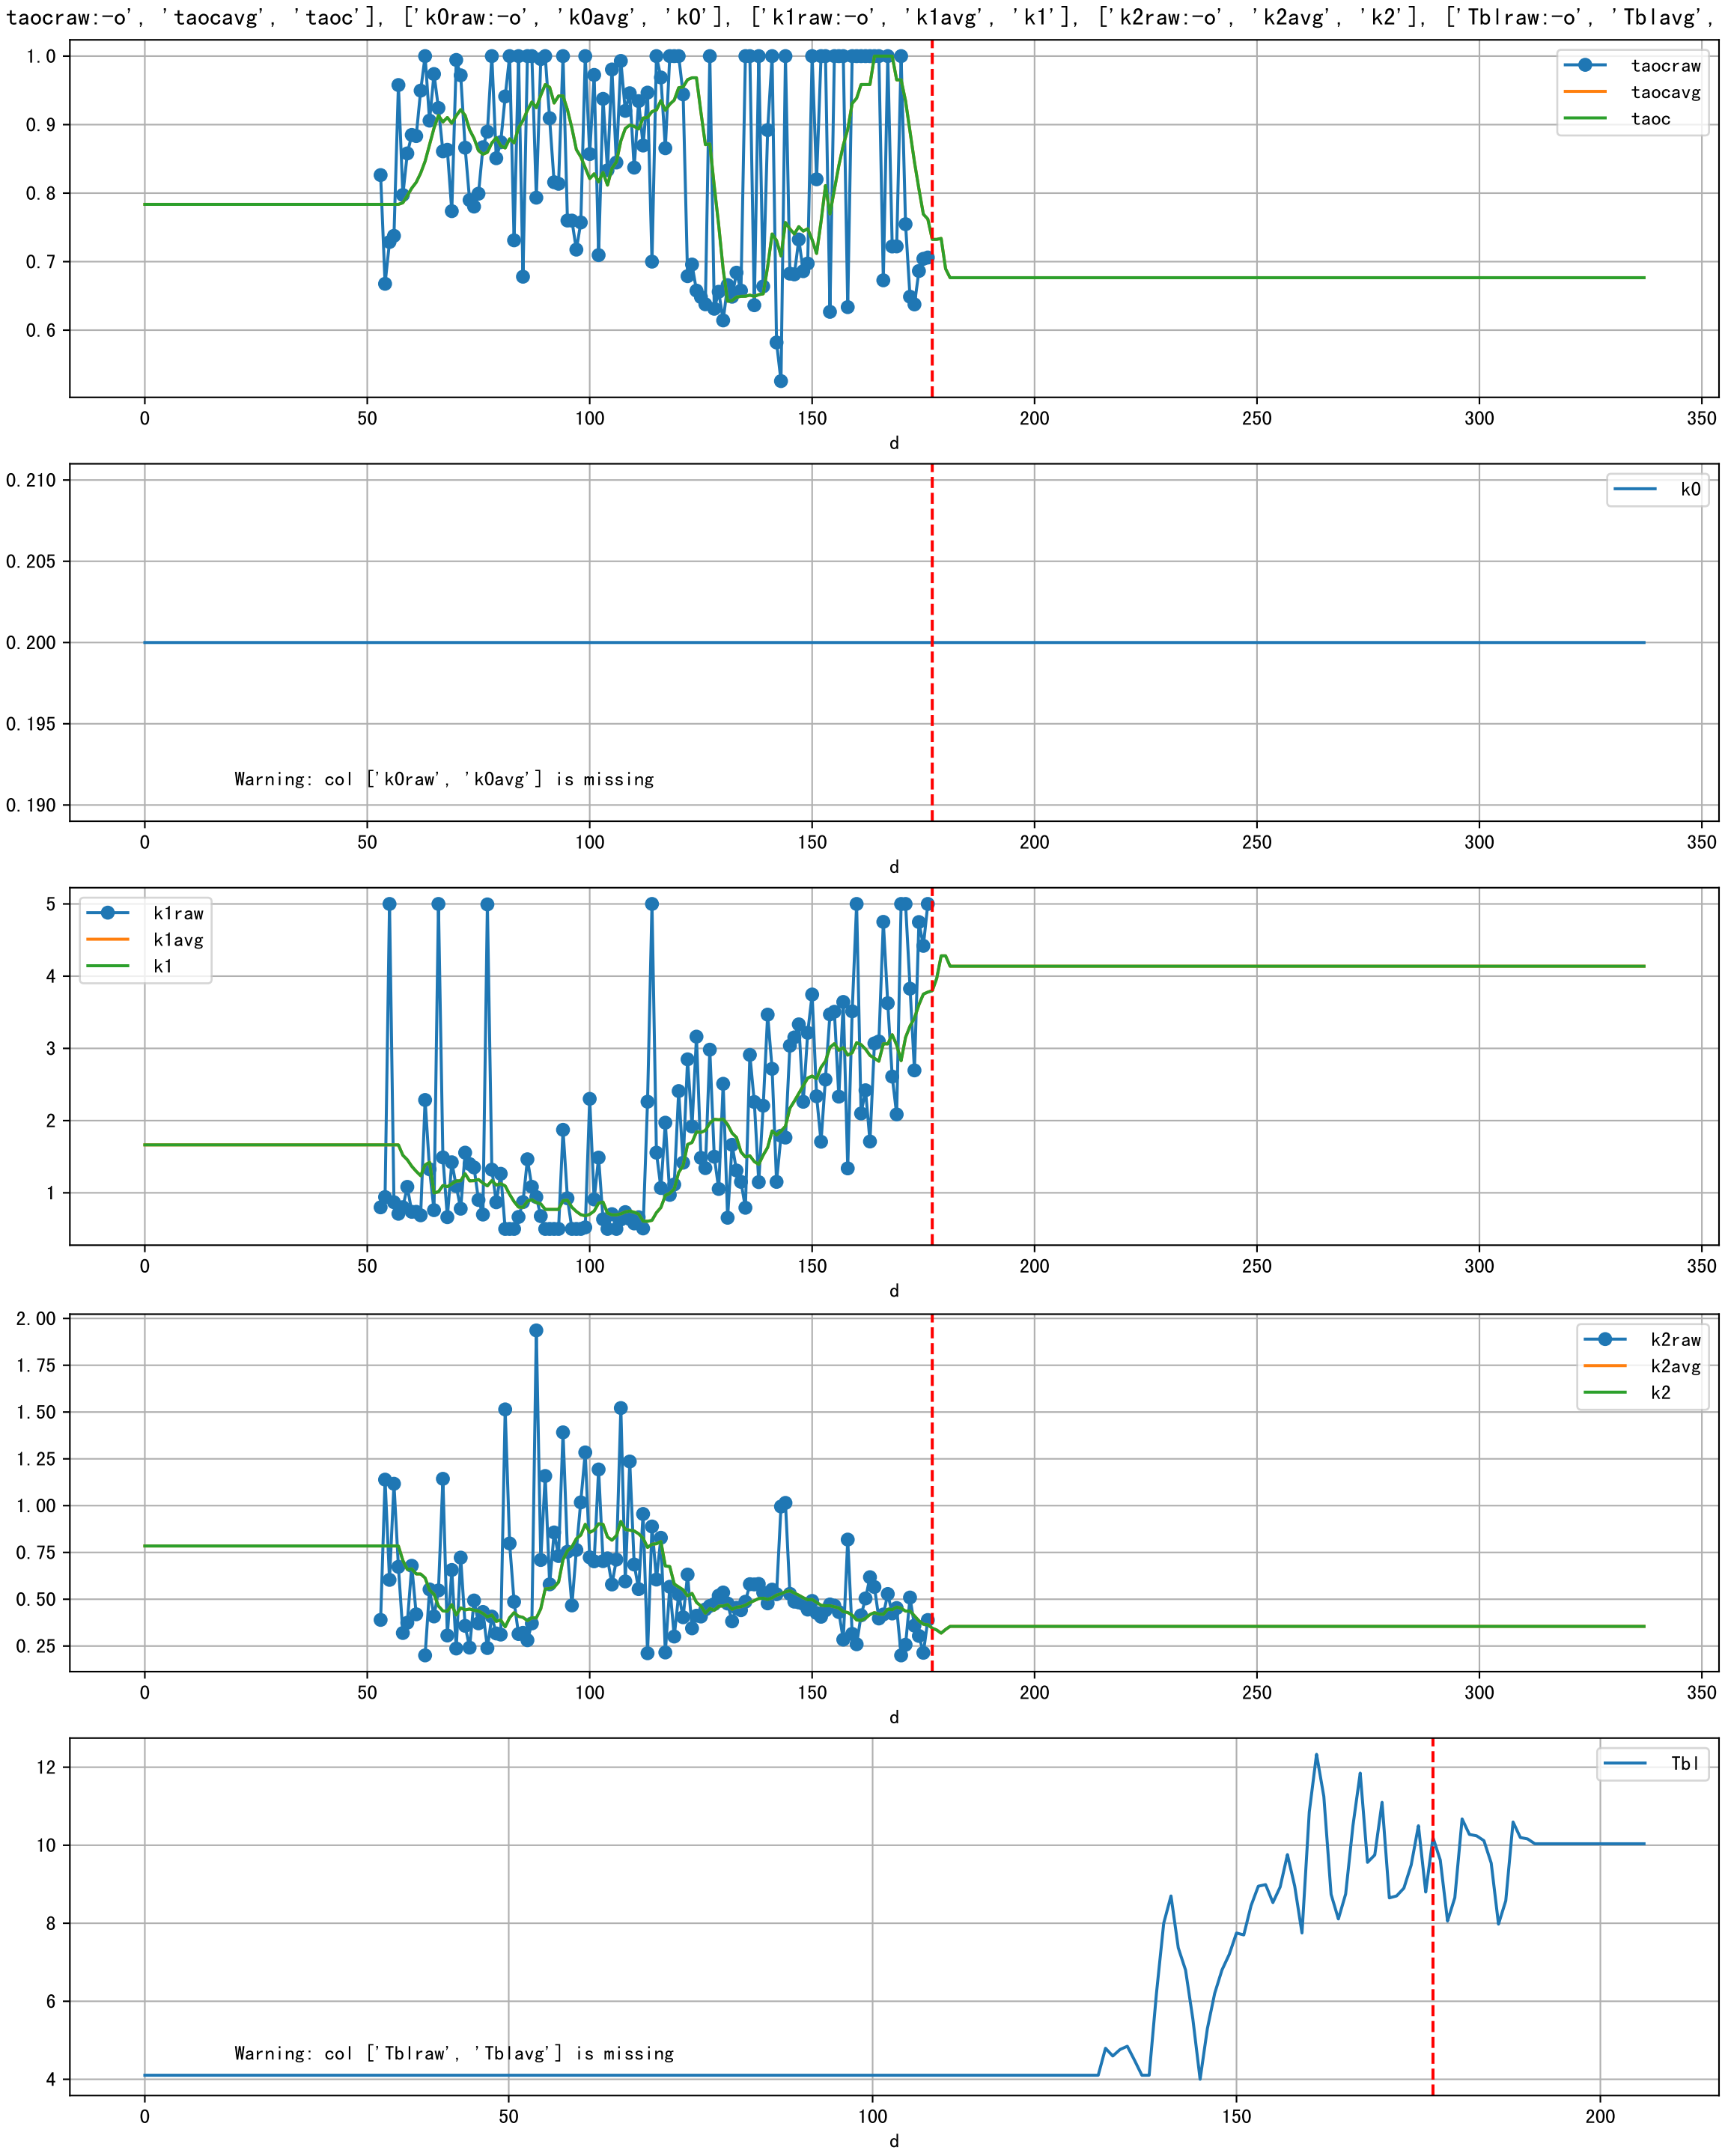 taocraw:-o', 'taocavg', 'taoc'], ['k0raw:-o', 'k0avg', 'k0'], ['k1raw:-o', 'k1avg', 'k1'], ['k2raw:-o', 'k2avg', 'k2'], ['Tblraw:-o', 'Tblavg',
1.0
0.9
0.8
0.7
0.6
taocraw
taocavg
taoc
0 50 100 150 200 250 300 350
d
0.210
0.205
0.200
0.195
0.190
k0
Warning: col ['k0raw', 'k0avg'] is missing
0 50 100 150 200 250 300 350
d
5
4
3
2
1
k1raw
k1avg
k1
0 50 100 150 200 250 300 350
d
2.00
1.75
1.50
1.25
1.00
0.75
0.50
0.25
k2raw
k2avg
k2
0 50 100 150 200 250 300 350
d
12
10
8
6
4
Tbl
Warning: col ['Tblraw', 'Tblavg'] is missing
0 50 100 150 200
d